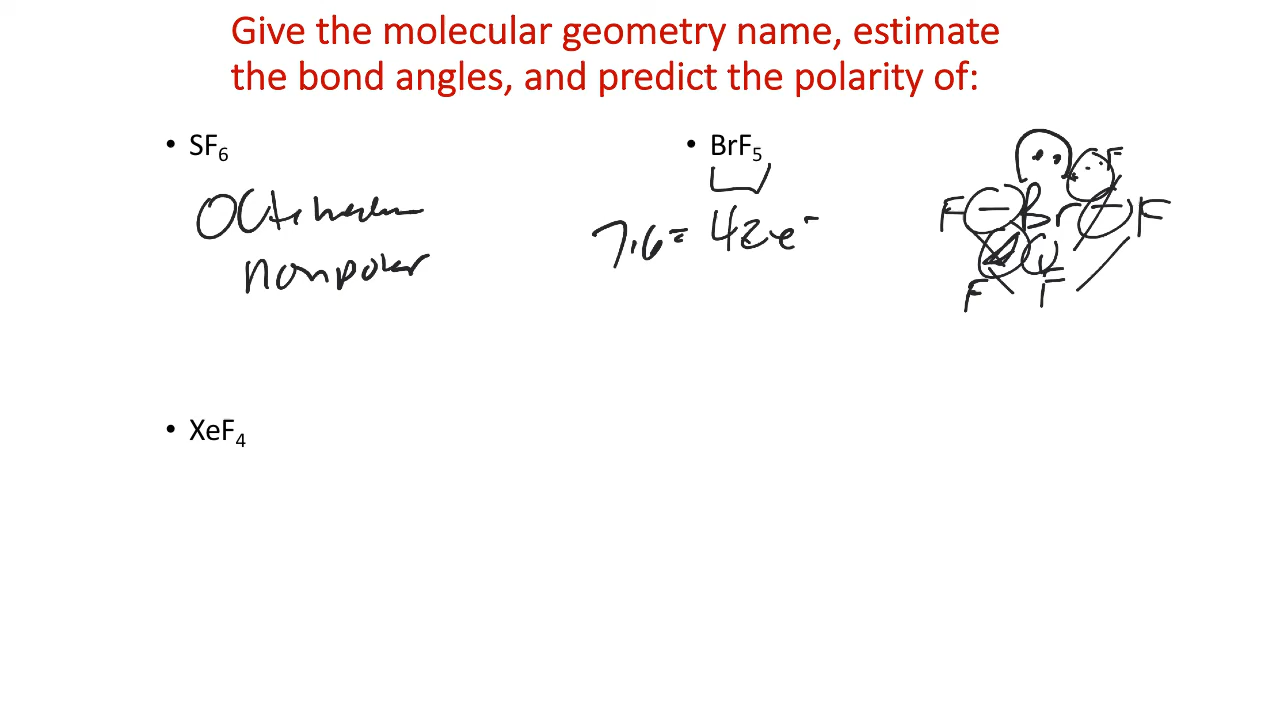 Give the molecular geometry name, estimate
the bond angles, and predict the polarity of:
• SF₆
nonpolar
• BrF₅
7.6 = 42e⁻
F
F Br F
F F
• XeF₄